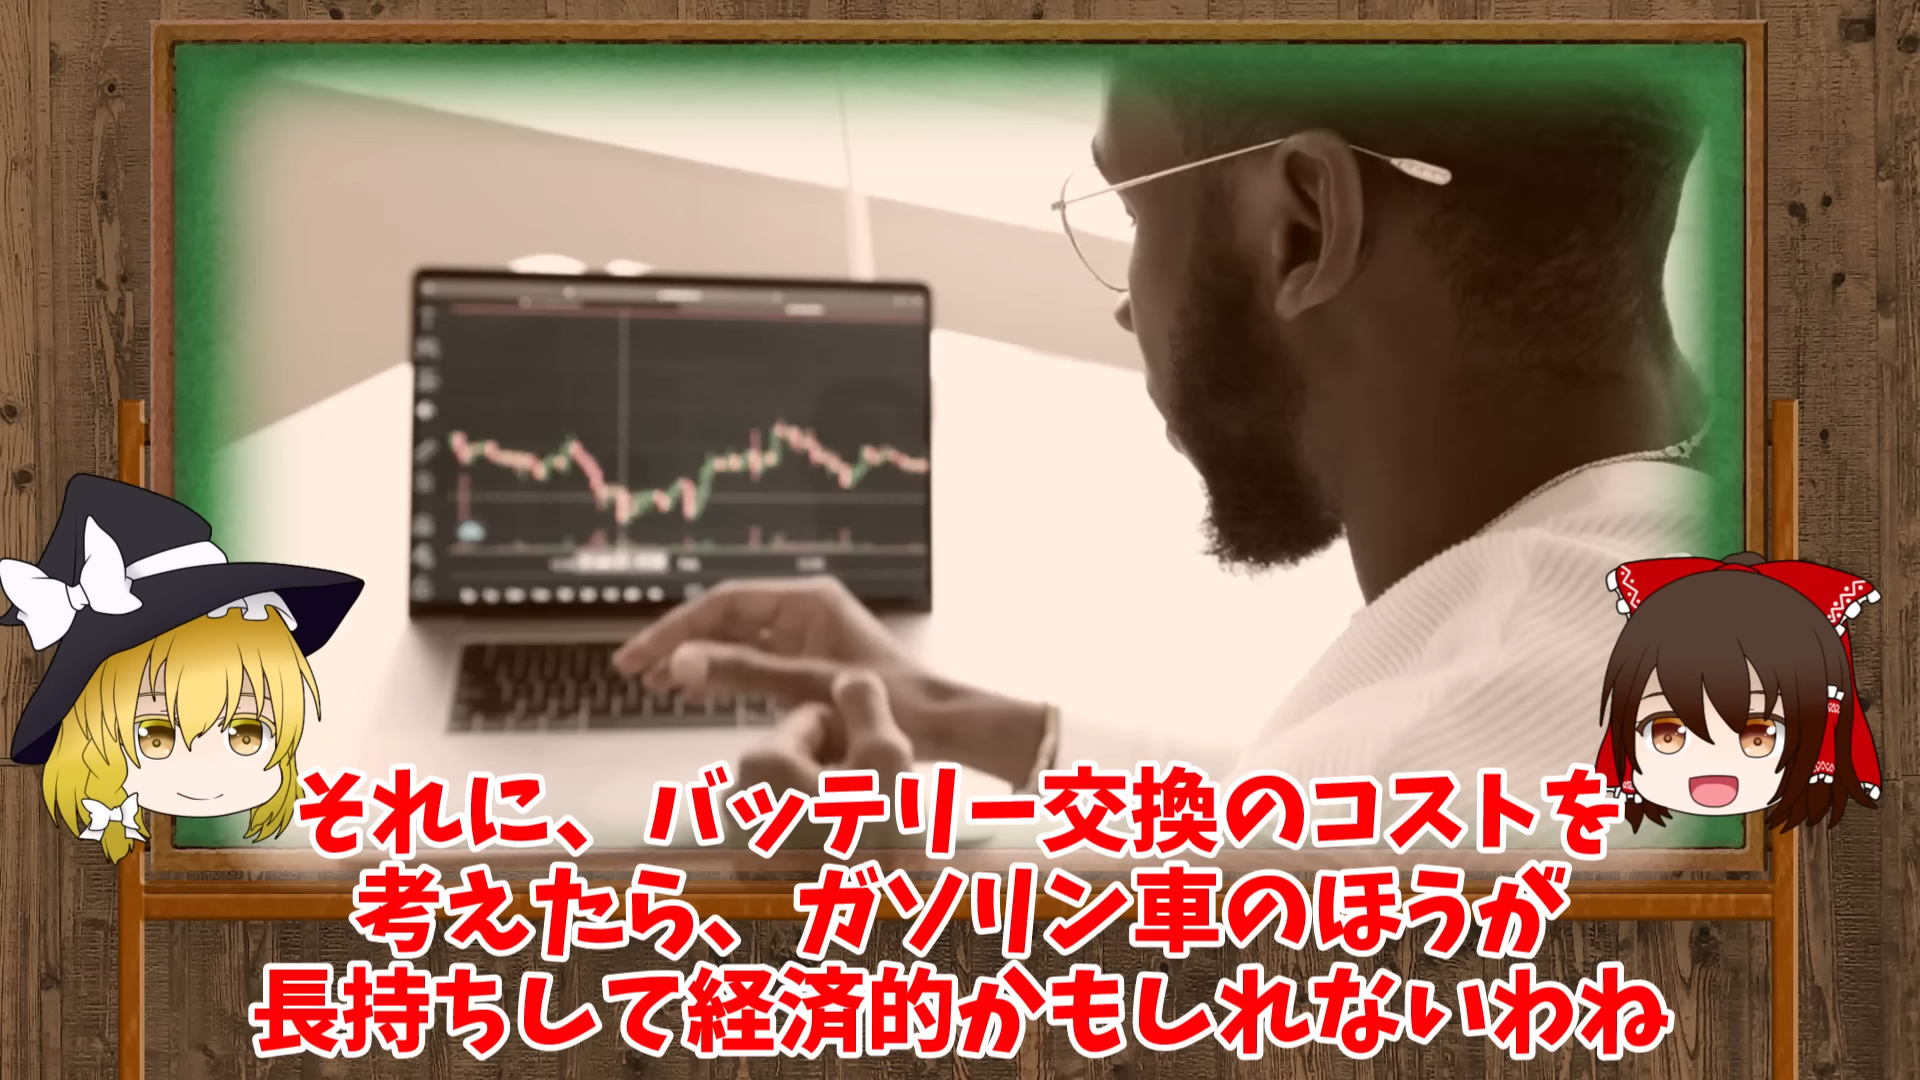 それに、バッテリー交換のコストを
考えたら、ガソリン車のほうが
長持ちして経済的かもしれないわね